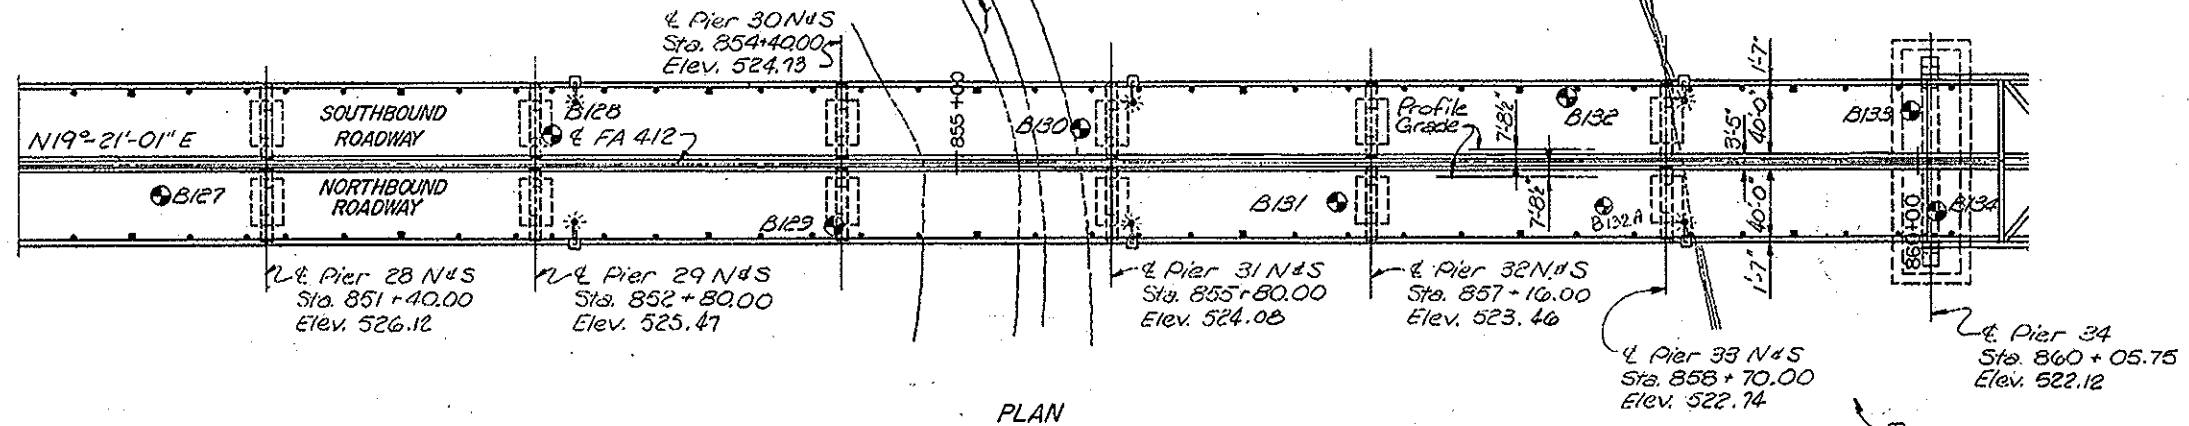 ℄ Pier 30 N&S
Sta. 854+40.00
Elev. 524.73
SOUTHBOUND
ROADWAY
N19°-21'-01" E
B128
℄ FA 412
855+00
B130
Profile
Grade
7'-8½"
B132
3'-5"
40'-0"
1'-7"
B133
B127
NORTHBOUND
ROADWAY
B129
B131
7'-8½"
B132A
40'-0"
1'-7"
860+00
B134
℄ Pier 28 N&S
Sta. 851+40.00
Elev. 526.12
℄ Pier 29 N&S
Sta. 852+80.00
Elev. 525.47
℄ Pier 31 N&S
Sta. 855+80.00
Elev. 524.08
℄ Pier 32 N&S
Sta. 857+16.00
Elev. 523.46
℄ Pier 33 N&S
Sta. 858+70.00
Elev. 522.74
℄ Pier 34
Sta. 860+05.75
Elev. 522.12
PLAN